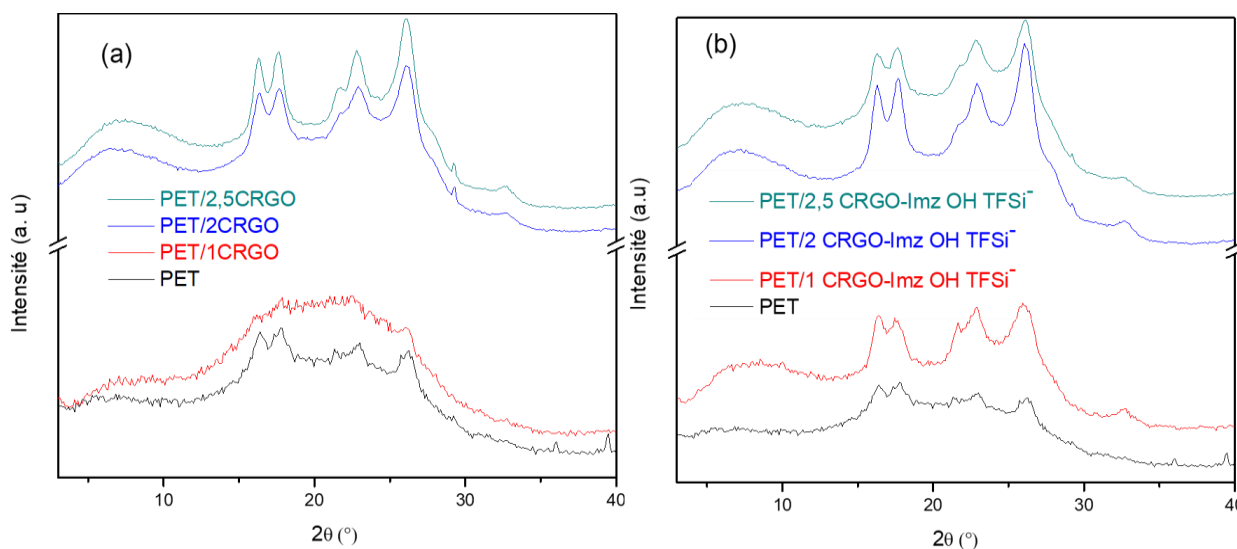 (a)
Intensité (a. u)
PET/2,5CRGO
PET/2CRGO
PET/1CRGO
PET
10
20
30
40
2θ (°)
(b)
Intensité (a.u)
PET/2,5 CRGO-Imz OH TFSi⁻
PET/2 CRGO-Imz OH TFSi⁻
PET/1 CRGO-Imz OH TFSi⁻
PET
10
20
30
40
2θ (°)